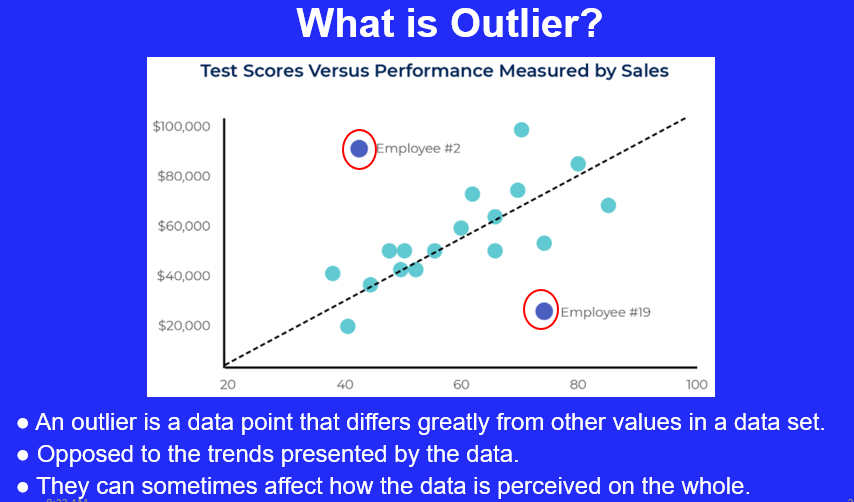 What is Outlier?
Test Scores Versus Performance Measured by Sales
$100,000
Employee #2
$80,000
$60,000
$40,000
$20,000
Employee #19
20 40 60 80 100
● An outlier is a data point that differs greatly from other values in a data set.
● Opposed to the trends presented by the data.
● They can sometimes affect how the data is perceived on the whole.